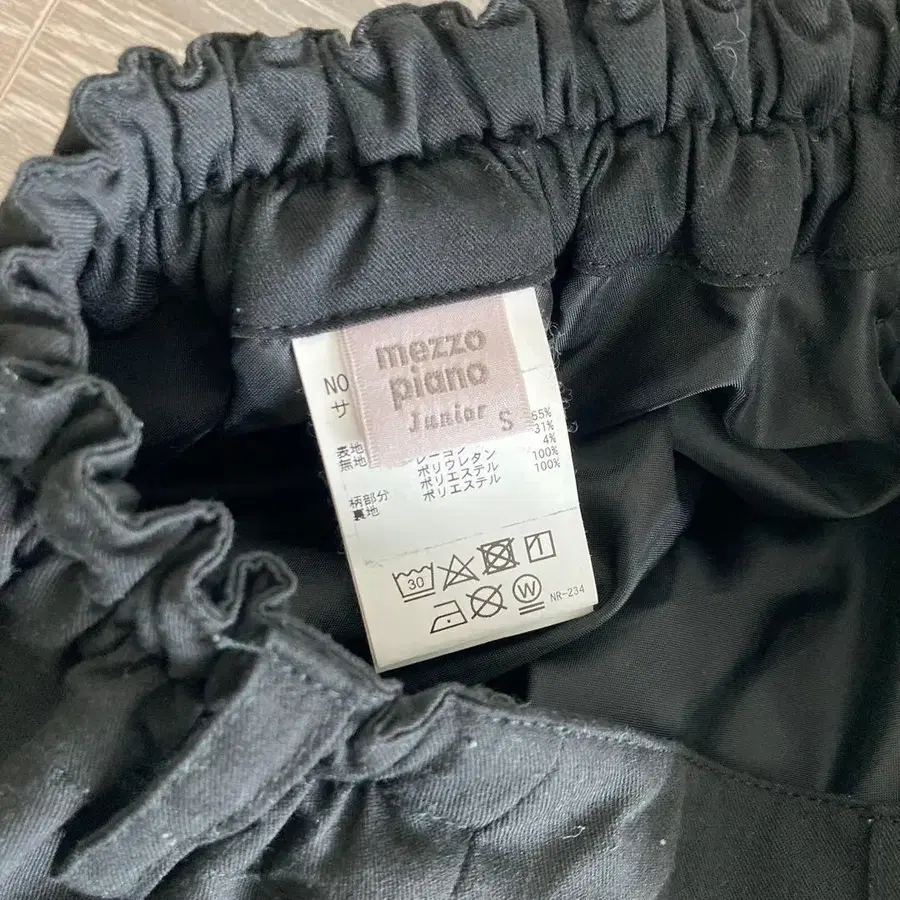 mezzo
piano
Junior S
NO
サ
65%
表地 レーヨン 31%
無地 ポリウレタン 4%
ポリエステル 100%
柄部分 ポリエステル 100%
裏地
30
W
NR-234